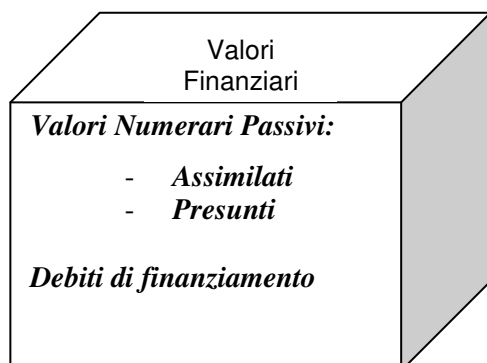 Valori
Finanziari
Valori Numerari Passivi:
- Assimilati
- Presunti
Debiti di finanziamento